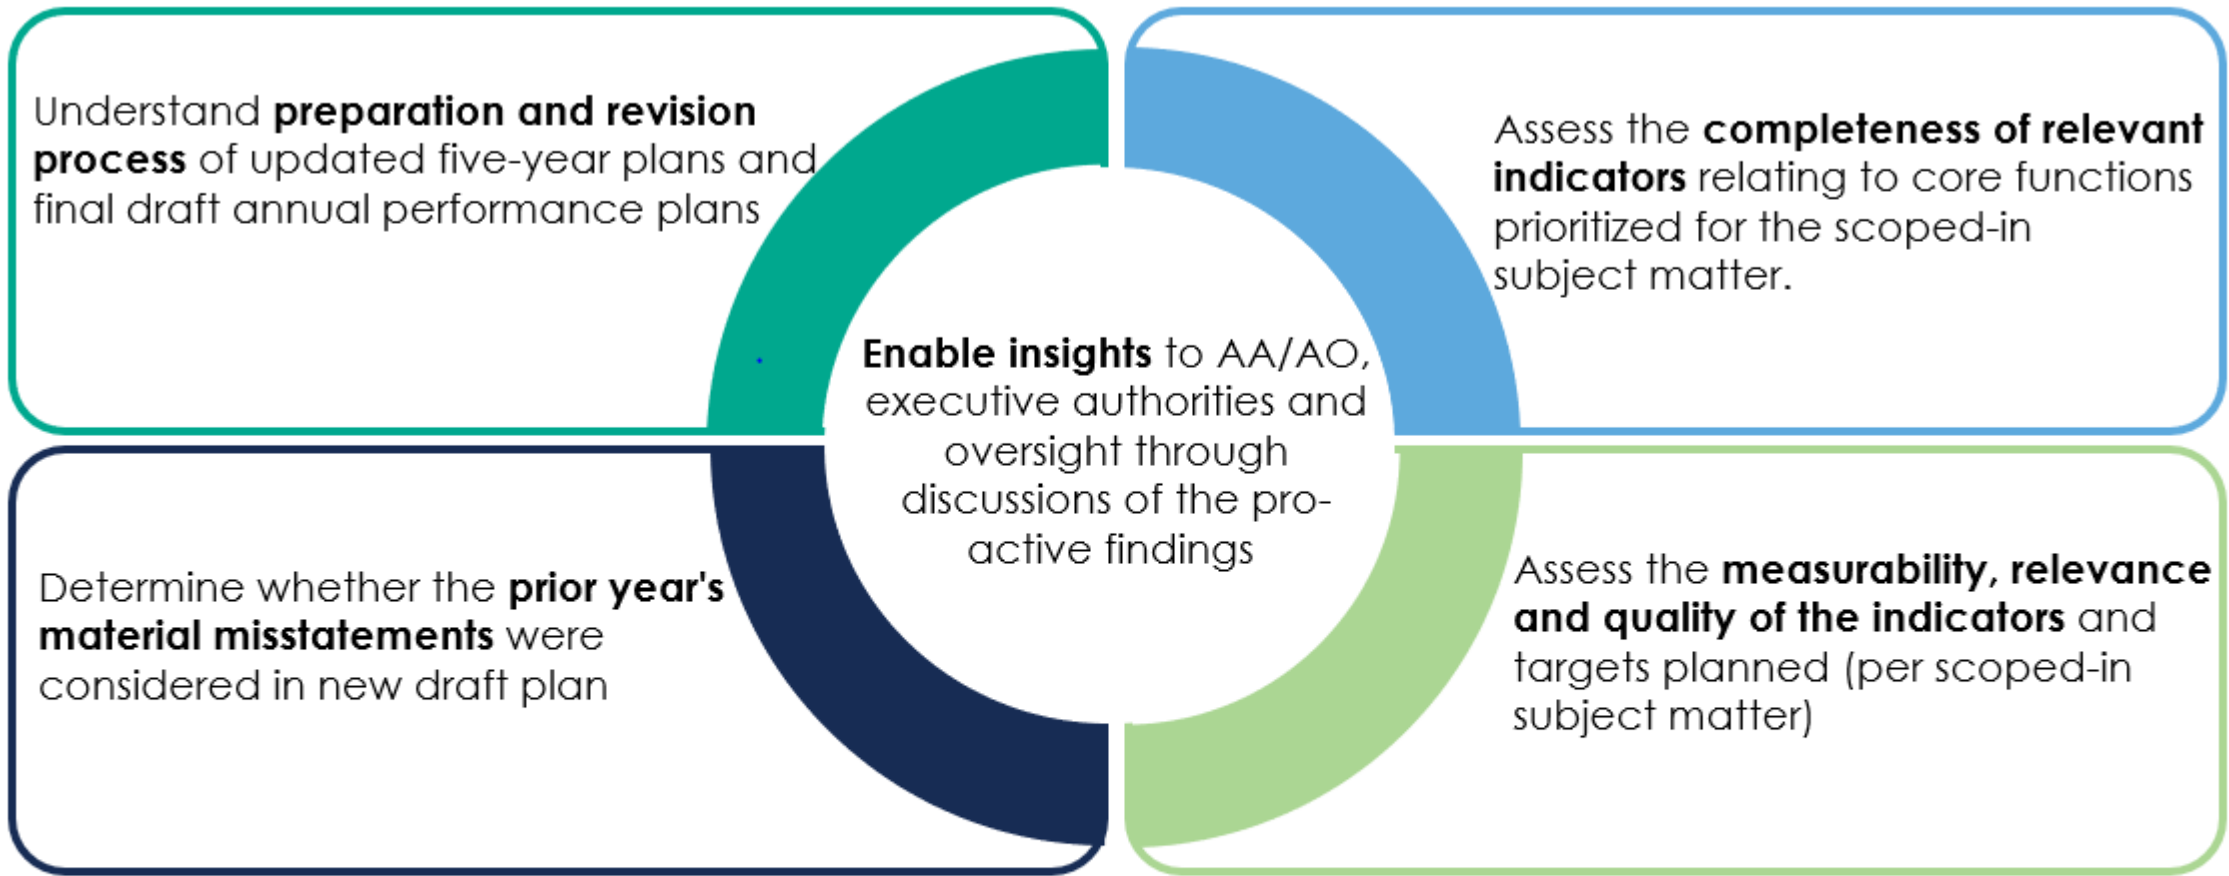 Understand preparation and revision
process of updated five-year plans and
final draft annual performance plans
Assess the completeness of relevant
indicators relating to core functions
prioritized for the scoped-in
subject matter.
Enable insights to AA/AO,
executive authorities and
oversight through
discussions of the pro-
active findings
Determine whether the prior year's
material misstatements were
considered in new draft plan
Assess the measurability, relevance
and quality of the indicators and
targets planned (per scoped-in
subject matter)